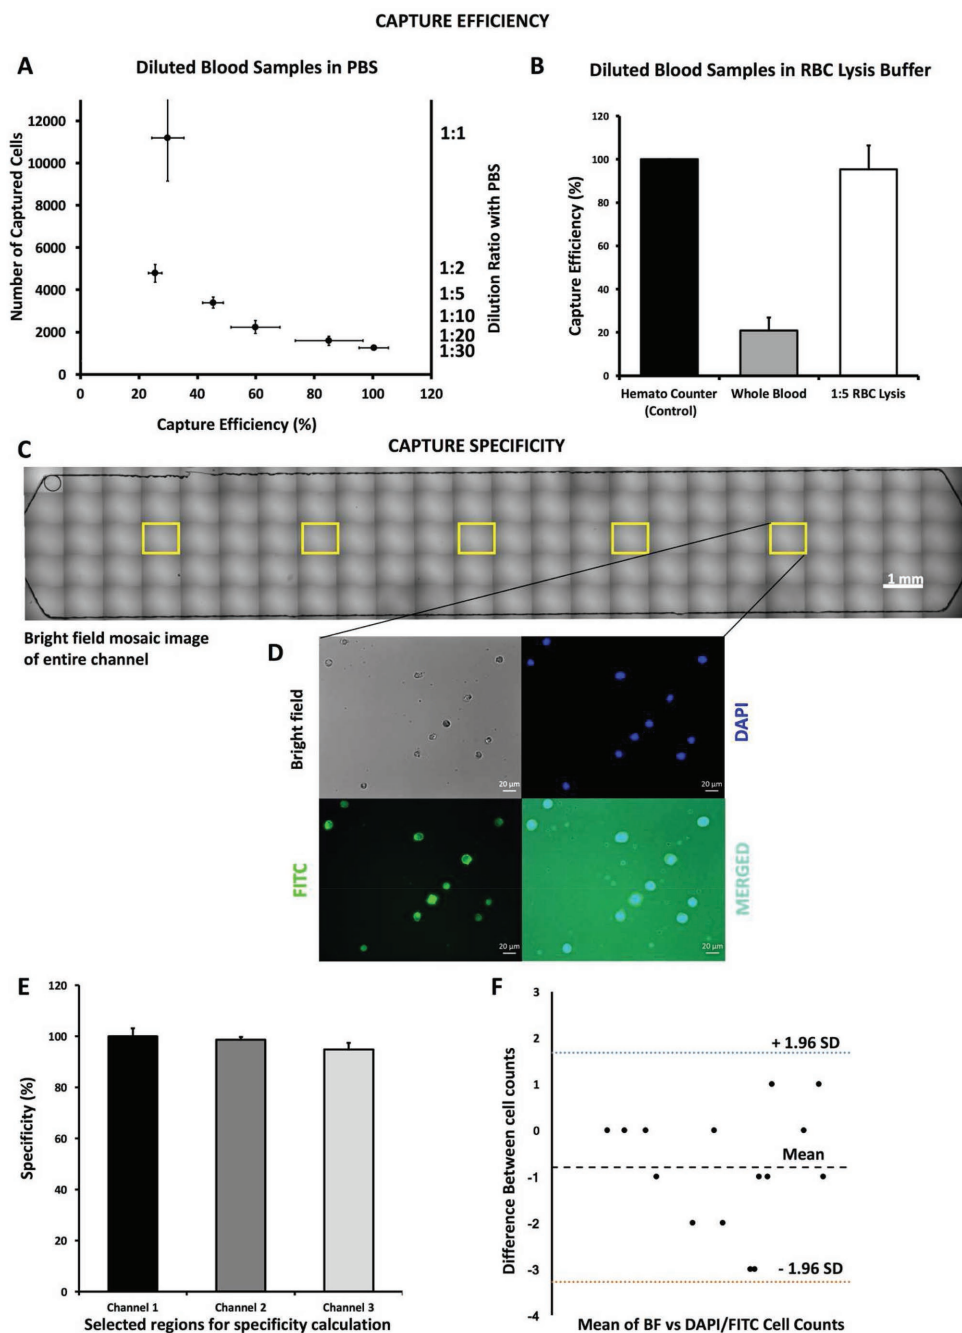 CAPTURE EFFICIENCY
A
Diluted Blood Samples in PBS
Number of Captured Cells
12000
10000
8000
6000
4000
2000
0
0 20 40 60 80 100 120
Capture Efficiency (%)
1:1
1:2
1:5
1:10
1:20
1:30
Dilution Ratio with PBS
B
Diluted Blood Samples in RBC Lysis Buffer
Capture Efficiency (%)
120
100
80
60
40
20
0
Hemato Counter Whole Blood 1:5 RBC Lysis
(Control)
C
CAPTURE SPECIFICITY
1 mm
Bright field mosaic image
of entire channel
D
Bright field
20 µm
DAPI
20 µm
FITC
20 µm
MERGED
20 µm
E
Specificity (%)
120
100
80
60
40
20
0
Channel 1 Channel 2 Channel 3
Selected regions for specificity calculation
F
Difference Between cell counts
3
2
1
0
-1
-2
-3
-4
+ 1.96 SD
Mean
- 1.96 SD
Mean of BF vs DAPI/FITC Cell Counts